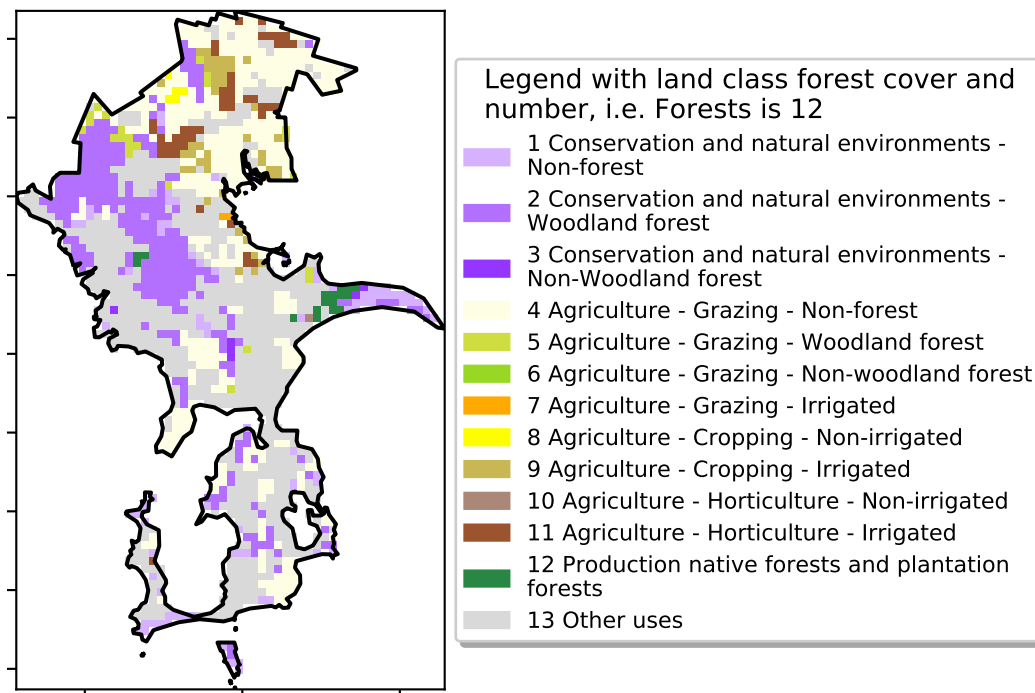 Legend with land class forest cover and
number, i.e. Forests is 12
1 Conservation and natural environments -
Non-forest
2 Conservation and natural environments -
Woodland forest
3 Conservation and natural environments -
Non-Woodland forest
4 Agriculture - Grazing - Non-forest
5 Agriculture - Grazing - Woodland forest
6 Agriculture - Grazing - Non-woodland forest
7 Agriculture - Grazing - Irrigated
8 Agriculture - Cropping - Non-irrigated
9 Agriculture - Cropping - Irrigated
10 Agriculture - Horticulture - Non-irrigated
11 Agriculture - Horticulture - Irrigated
12 Production native forests and plantation
forests
13 Other uses